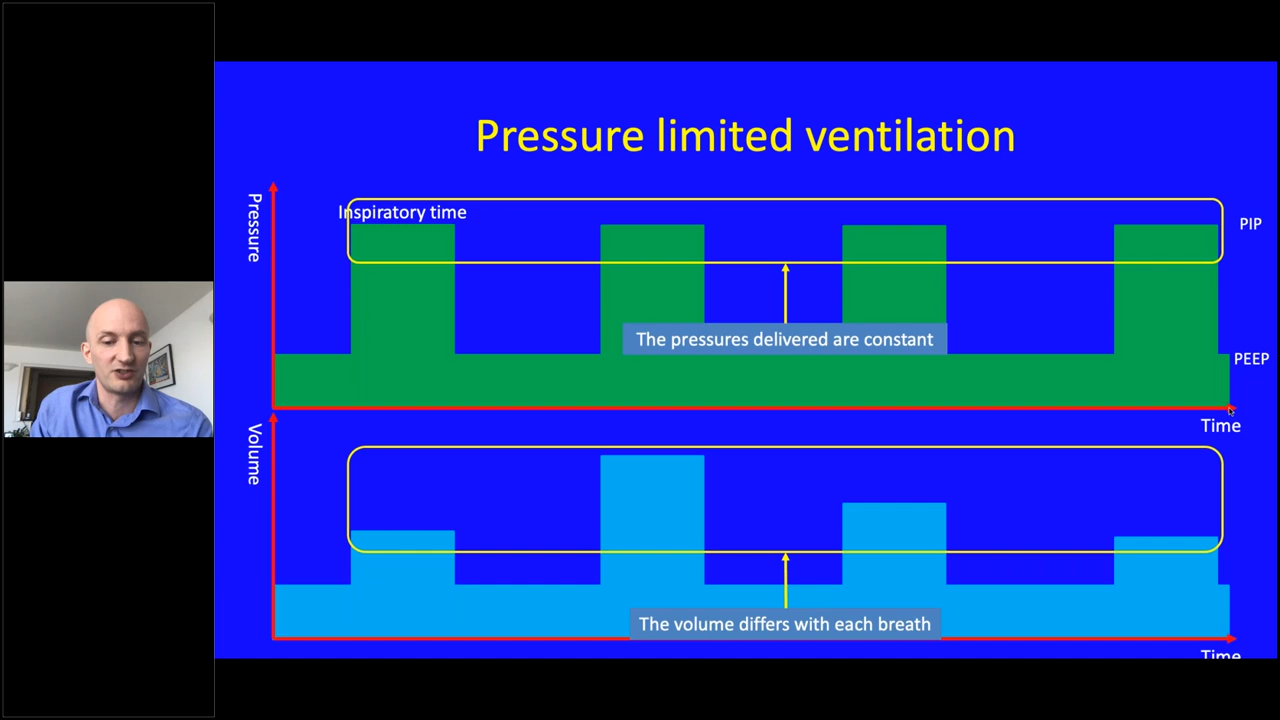 Pressure limited ventilation
Pressure
Inspiratory time
PIP
The pressures delivered are constant
PEEP
Time
Volume
The volume differs with each breath
Time